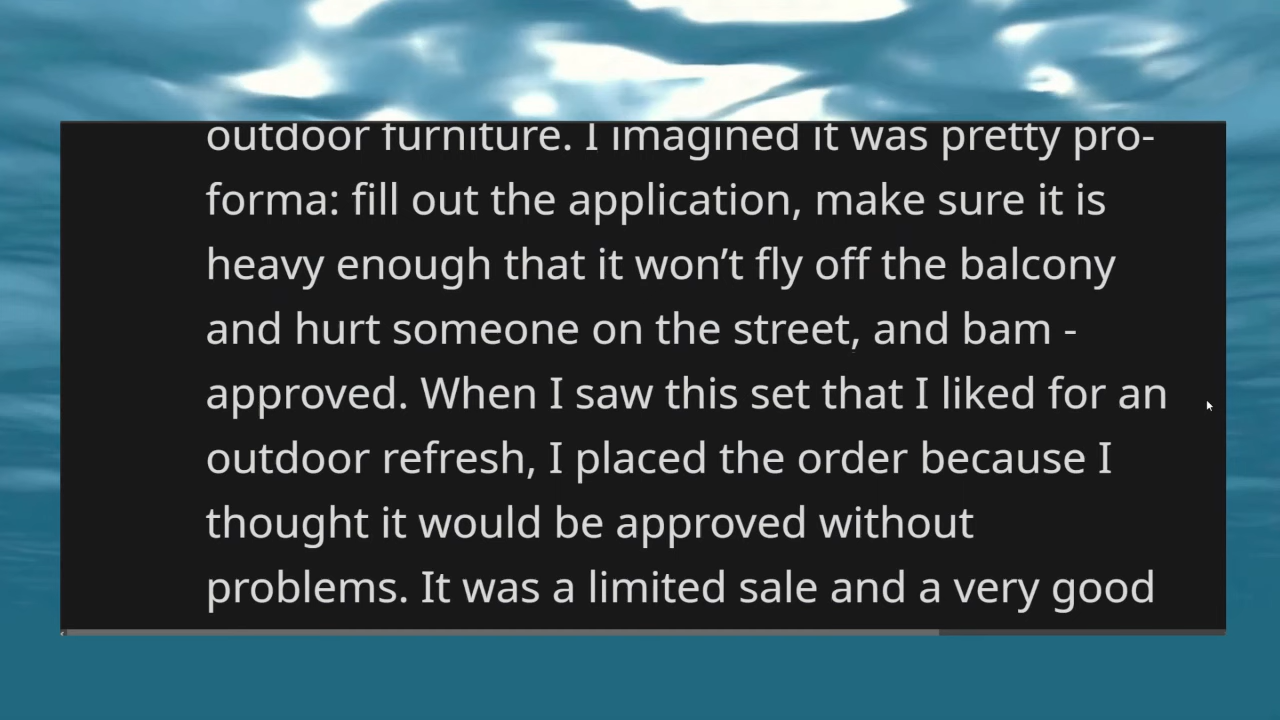 outdoor furniture. I imagined it was pretty pro-
forma: fill out the application, make sure it is
heavy enough that it won’t fly off the balcony
and hurt someone on the street, and bam -
approved. When I saw this set that I liked for an
outdoor refresh, I placed the order because I
thought it would be approved without
problems. It was a limited sale and a very good